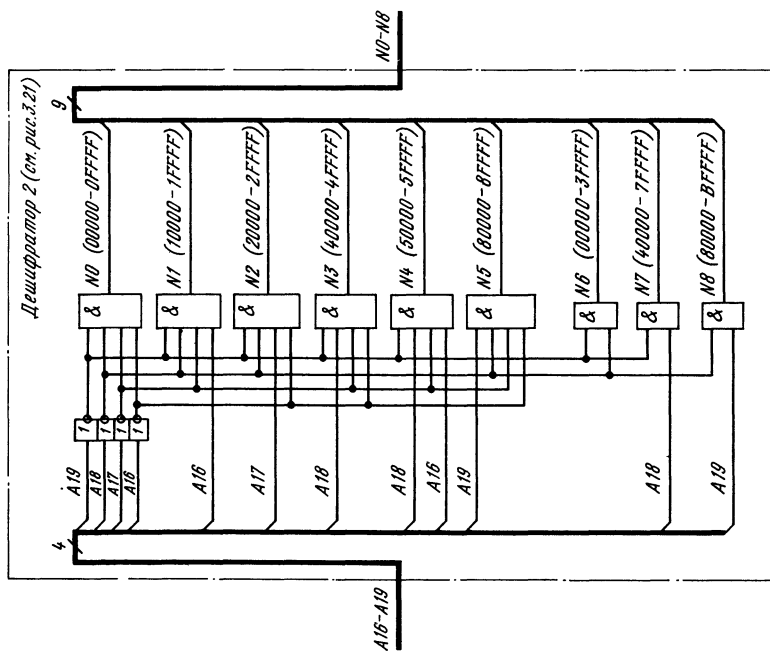 Дешифратор 2 (см. рис. 3.21)
A16-A19
4
A19
A18
A17
A16
A16
A17
A18
A18
A16
A19
A18
A19
1
1
1
1
&
&
&
&
&
&
&
&
&
N0 (00000-0FFFF)
N1 (10000-1FFFF)
N2 (20000-2FFFF)
N3 (40000-4FFFF)
N4 (50000-5FFFF)
N5 (80000-8FFFF)
N6 (00000-3FFFF)
N7 (40000-7FFFF)
N8 (80000-BFFFF)
9
N0-N8